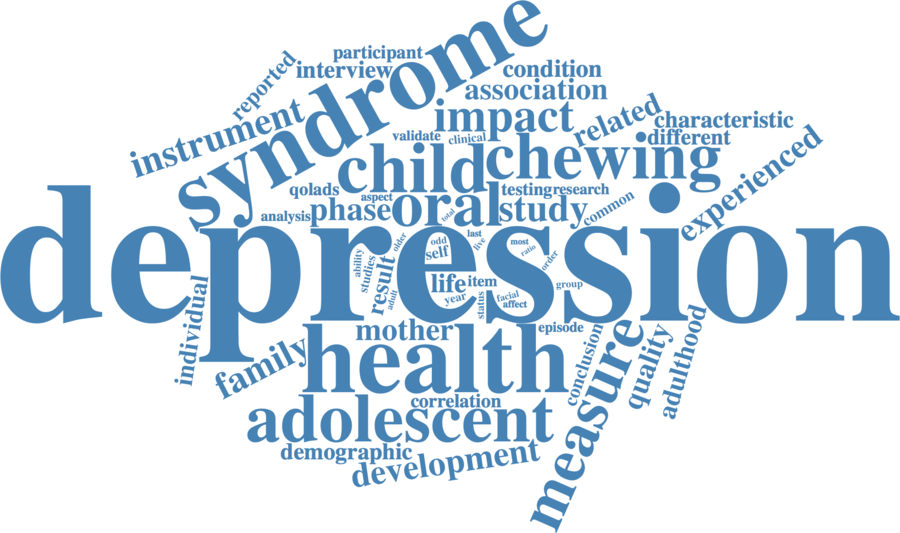 participant
interview
reported
condition
association
syndrome
instrument
impact
related
characteristic
different
validate
clinical
child
chewing
experienced
qolads
aspect
testing
research
analysis
phase
oral
total
study
common
depression
older
odd
self
last
live
most
ratio
order
ability
studies
result
adult
life
item
year
status
facial
affect
group
individual
mother
episode
health
family
conclusion
measure
quality
adulthood
correlation
adolescent
demographic
development